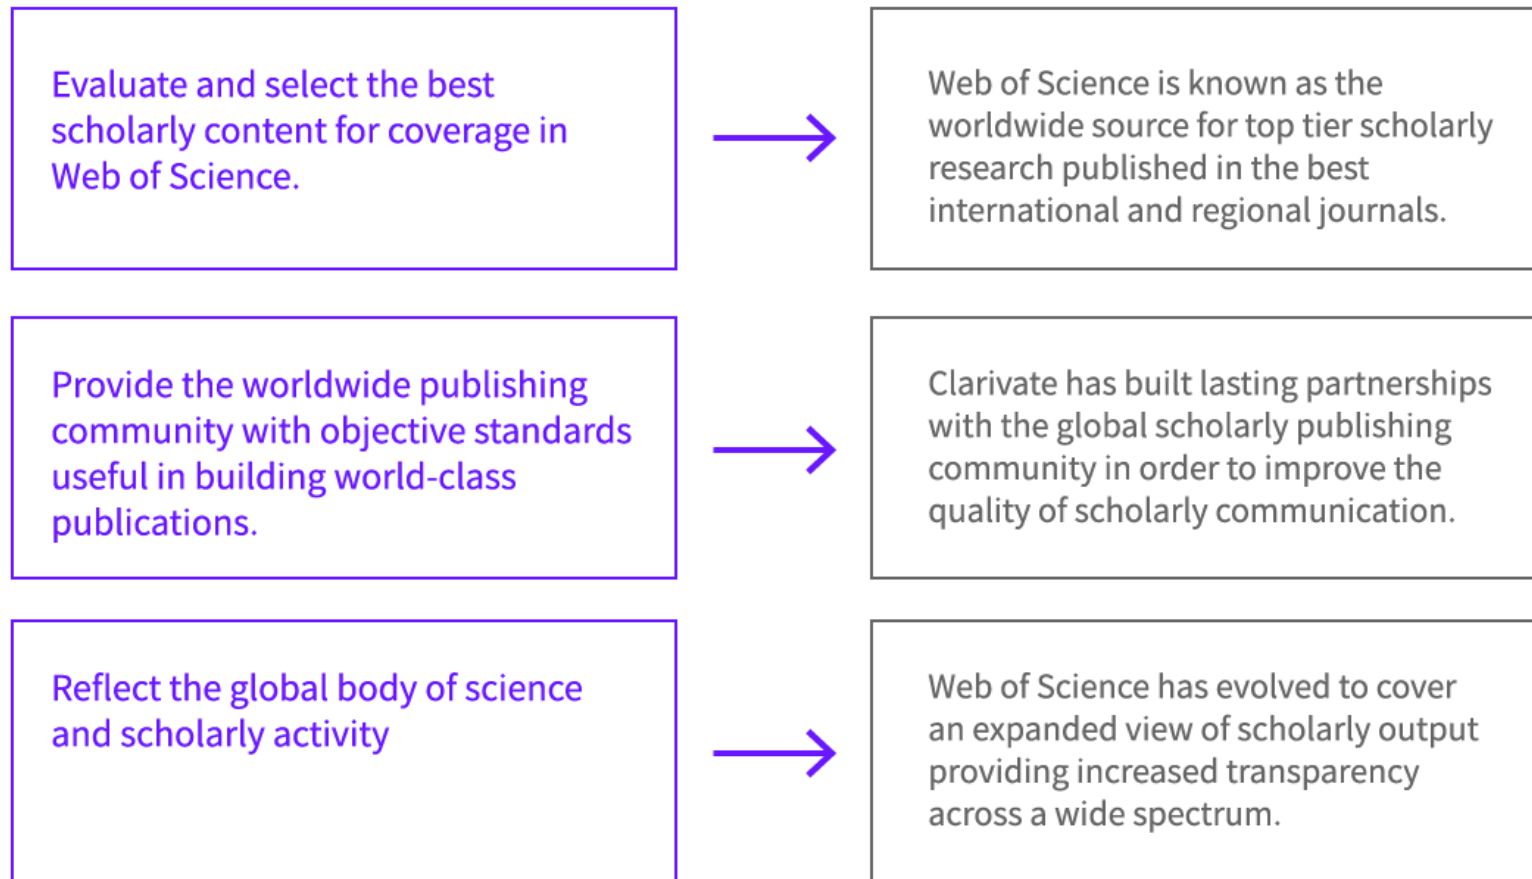 Evaluate and select the best
scholarly content for coverage in
Web of Science.
Web of Science is known as the
worldwide source for top tier scholarly
research published in the best
international and regional journals.
Provide the worldwide publishing
community with objective standards
useful in building world-class
publications.
Clarivate has built lasting partnerships
with the global scholarly publishing
community in order to improve the
quality of scholarly communication.
Reflect the global body of science
and scholarly activity
Web of Science has evolved to cover
an expanded view of scholarly output
providing increased transparency
across a wide spectrum.